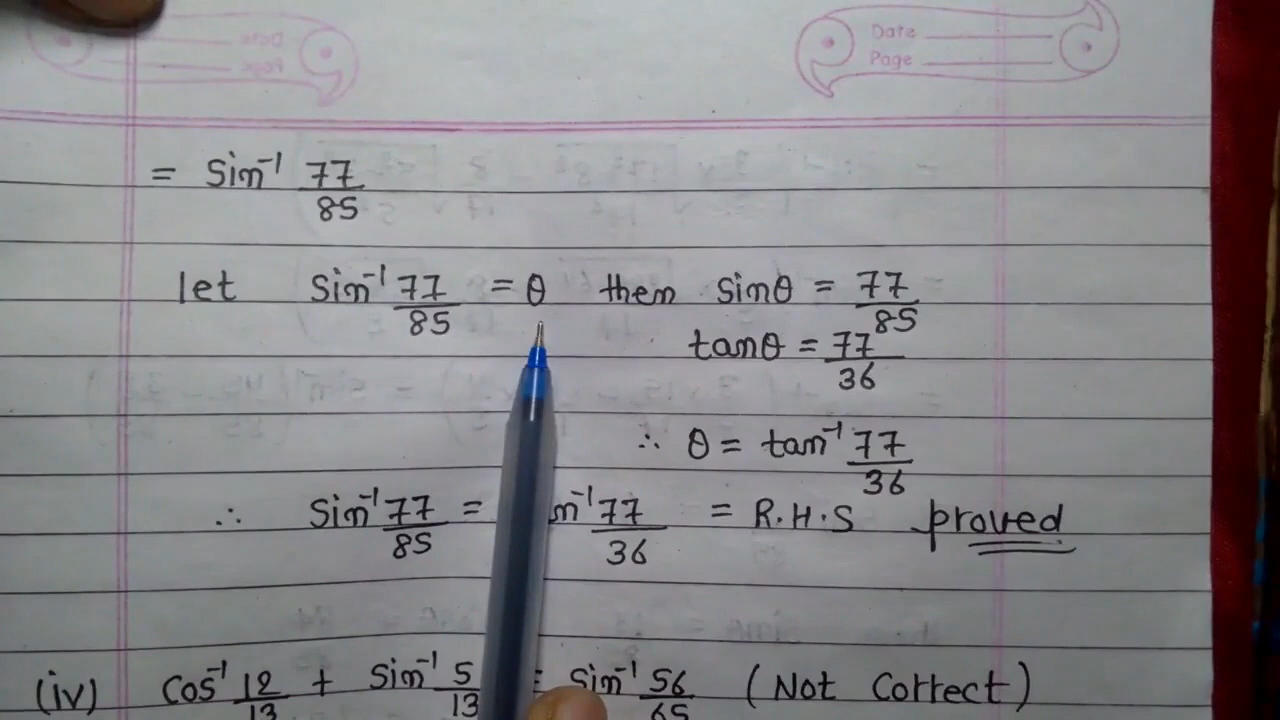 Date
Page
= Sin⁻¹ 77/85
let Sin⁻¹ 77/85 = θ then sinθ = 77/85
tanθ = 77/36
∴ θ = tan⁻¹ 77/36
∴ Sin⁻¹ 77/85 = n⁻¹ 77/36 = R.H.S proved
(iv) Cos⁻¹ 12/13 + Sin⁻¹ 5/13 = Sin⁻¹ 56/65 (Not Correct)